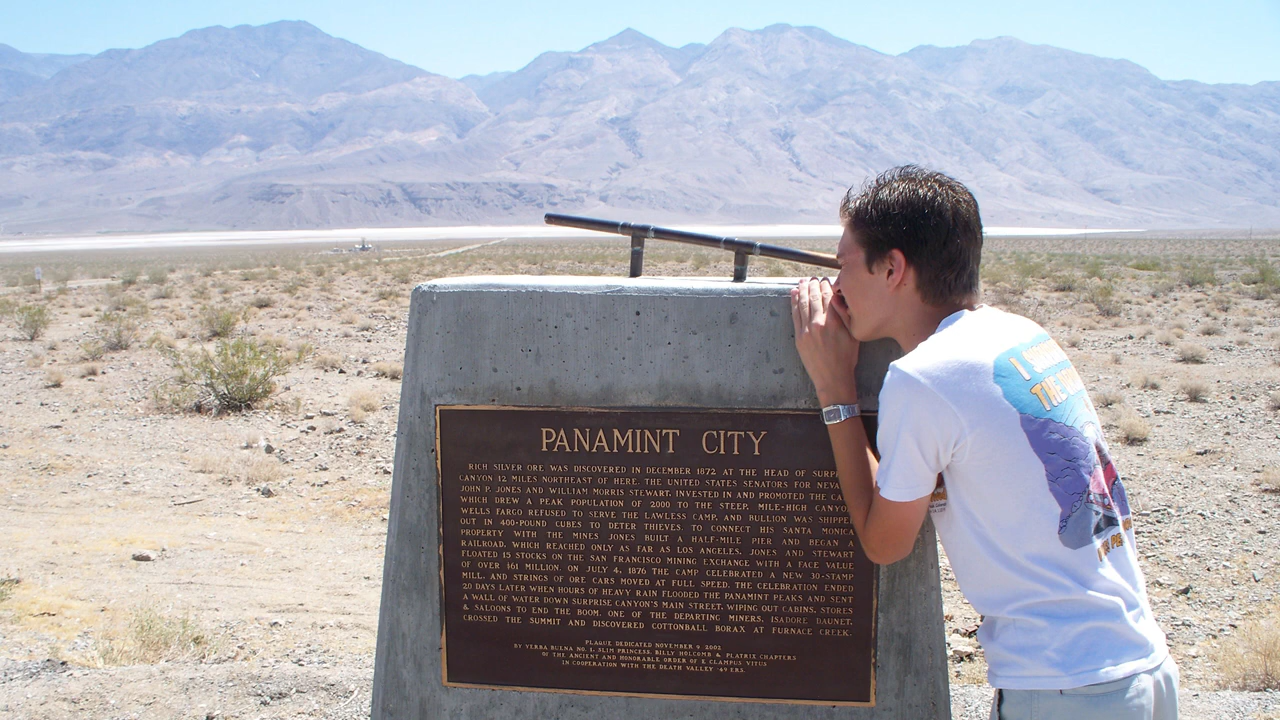 PANAMINT CITY
RICH SILVER ORE WAS DISCOVERED IN DECEMBER 1872 AT THE HEAD OF SURPR
CANYON 12 MILES NORTHEAST OF HERE. THE UNITED STATES SENATORS FOR NEVA
JOHN P. JONES AND WILLIAM MORRIS STEWART, INVESTED IN AND PROMOTED THE CA
WHICH DREW A PEAK POPULATION OF 2000 TO THE STEEP, MILE-HIGH CANYO
WELLS FARGO REFUSED TO SERVE THE LAWLESS CAMP, AND BULLION WAS SHIPPE
OUT IN 400-POUND CUBES TO DETER THIEVES. TO CONNECT HIS SANTA MONICA
PROPERTY WITH THE MINES JONES BUILT A HALF-MILE PIER AND BEGAN A
RAILROAD, WHICH REACHED ONLY AS FAR AS LOS ANGELES. JONES AND STEWART
FLOATED 15 STOCKS ON THE SAN FRANCISCO MINING EXCHANGE WITH A FACE VALUE
OF OVER $61 MILLION. ON JULY 4, 1876 THE CAMP CELEBRATED A NEW 30-STAMP
MILL, AND STRINGS OF ORE CARS MOVED AT FULL SPEED. THE CELEBRATION ENDED
20 DAYS LATER WHEN HOURS OF HEAVY RAIN FLOODED THE PANAMINT PEAKS AND SENT
A WALL OF WATER DOWN SURPRISE CANYON'S MAIN STREET, WIPING OUT CABINS, STORES
& SALOONS TO END THE BOOM. ONE OF THE DEPARTING MINERS, ISADORE DAUNET,
CROSSED THE SUMMIT AND DISCOVERED COTTONBALL BORAX AT FURNACE CREEK.
PLAQUE DEDICATED NOVEMBER 9 2002
BY YERBA BUENA NO. 1, SLIM PRINCESS, BILLY HOLCOMB & PLATRIX CHAPTERS
OF THE ANCIENT AND HONORABLE ORDER OF E CLAMPUS VITUS
IN COOPERATION WITH THE DEATH VALLEY '49 ERS.
I
THE